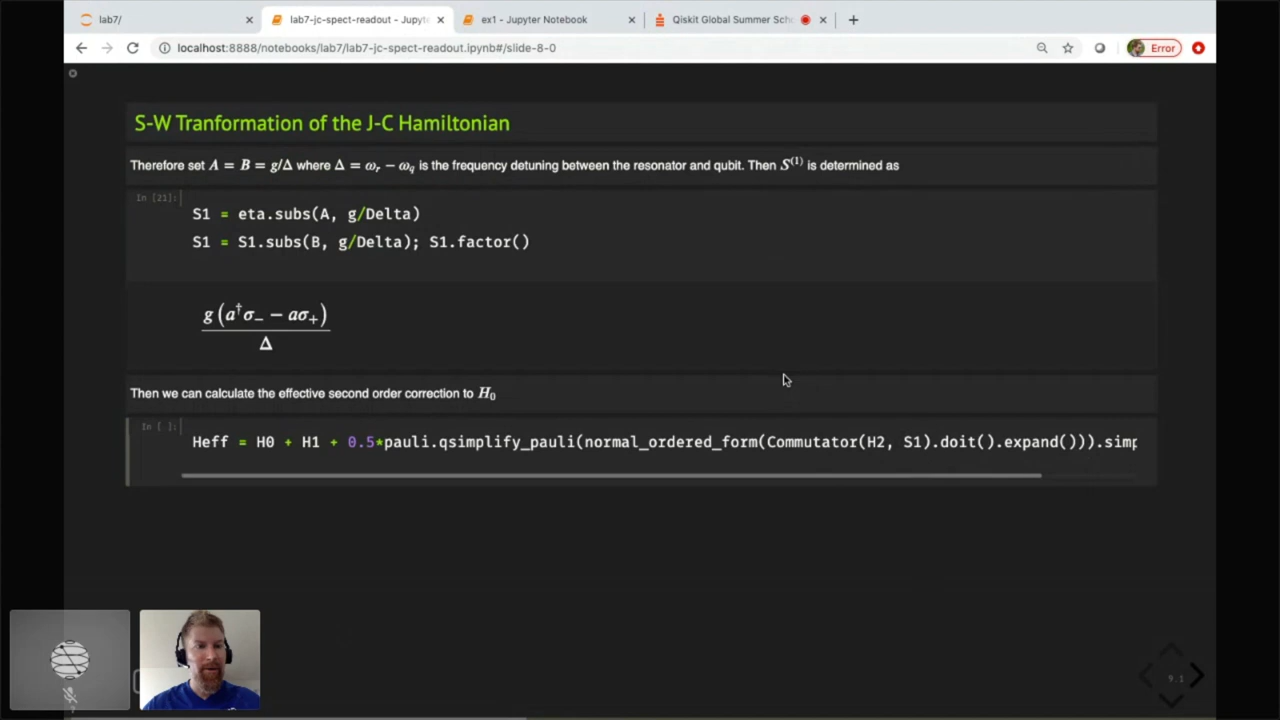 lab7/
lab7-jc-spect-readout - Jupyte
ex1 - Jupyter Notebook
Qiskit Global Summer Scho
localhost:8888/notebooks/lab7/lab7-jc-spect-readout.ipynb#/slide-8-0
Error
S-W Tranformation of the J-C Hamiltonian
Therefore set A = B = g/Δ where Δ = ωr − ωq is the frequency detuning between the resonator and qubit. Then S(1) is determined as
In [21]:
S1 = eta.subs(A, g/Delta)
S1 = S1.subs(B, g/Delta); S1.factor()
g (a†σ− − aσ+)
Δ
Then we can calculate the effective second order correction to H0
In [ ]:
Heff = H0 + H1 + 0.5*pauli.qsimplify_pauli(normal_ordered_form(Commutator(H2, S1).doit().expand())).simp
9.1